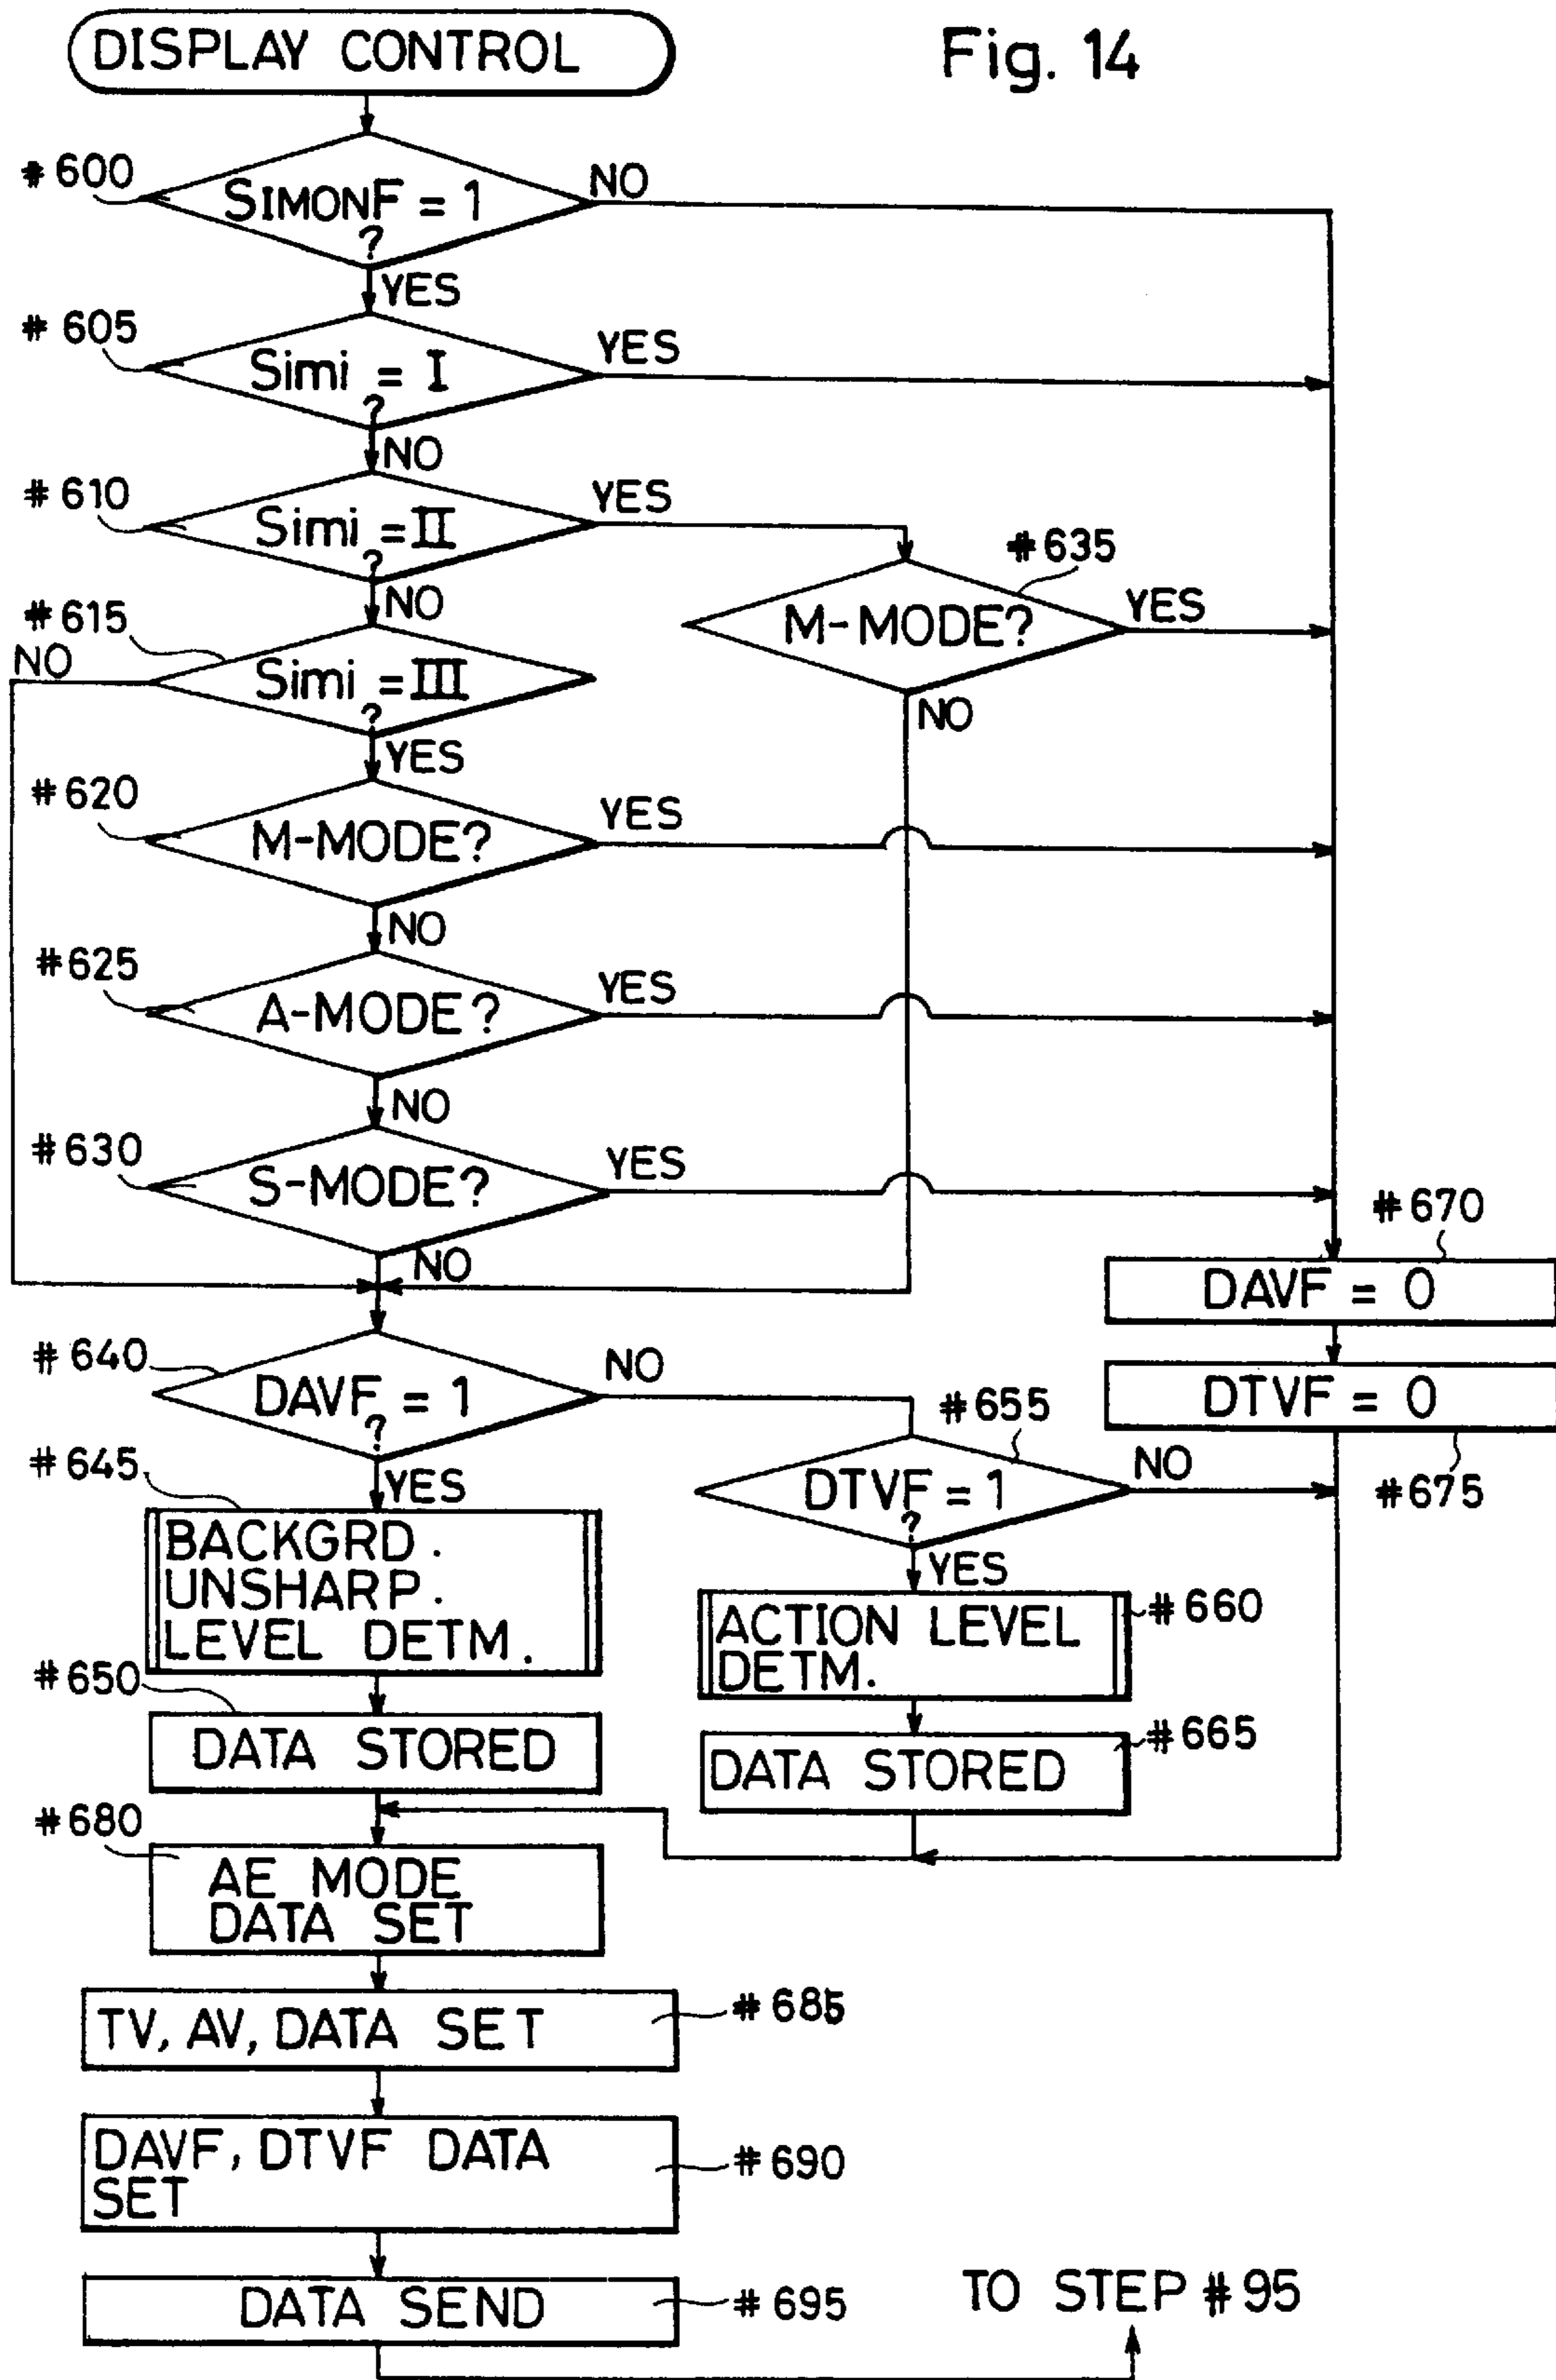 DISPLAY CONTROL
Fig. 14
#600
SIMONF = 1
?
NO
YES
#605
Simi = I
?
YES
NO
#610
Simi = II
?
YES
NO
#635
M-MODE?
YES
NO
#615
NO
Simi = III
?
YES
#620
M-MODE?
YES
NO
#625
A-MODE?
YES
NO
#630
S-MODE?
YES
NO
#670
DAVF = 0
DTVF = 0
#675
#640
DAVF = 1
?
NO
YES
#655
DTVF = 1
?
NO
YES
#645
BACKGRD.
UNSHARP.
LEVEL DETM.
#660
ACTION LEVEL
DETM.
#650
DATA STORED
#665
DATA STORED
#680
AE MODE
DATA SET
TV, AV, DATA SET
#685
DAVF, DTVF DATA
SET
#690
DATA SEND
#695
TO STEP #95